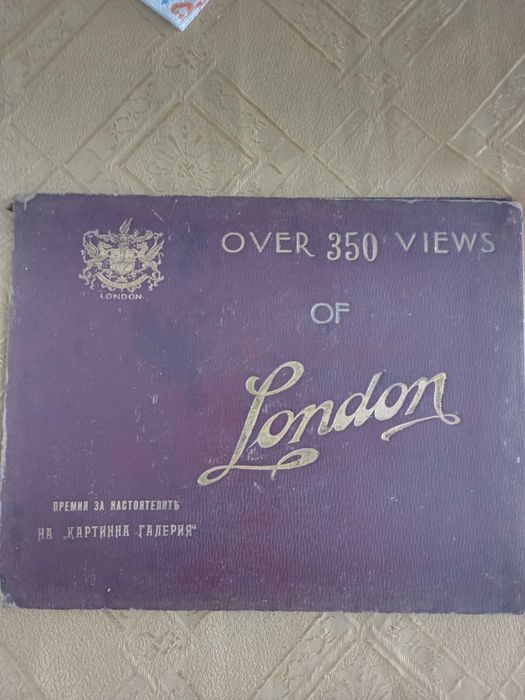 OVER 350 VIEWS
OF
London
LONDON.
ПРЕМИЯ ЗА НАСТОЯТЕЛИТѢ
НА „КАРТИННА ГАЛЕРИЯ“